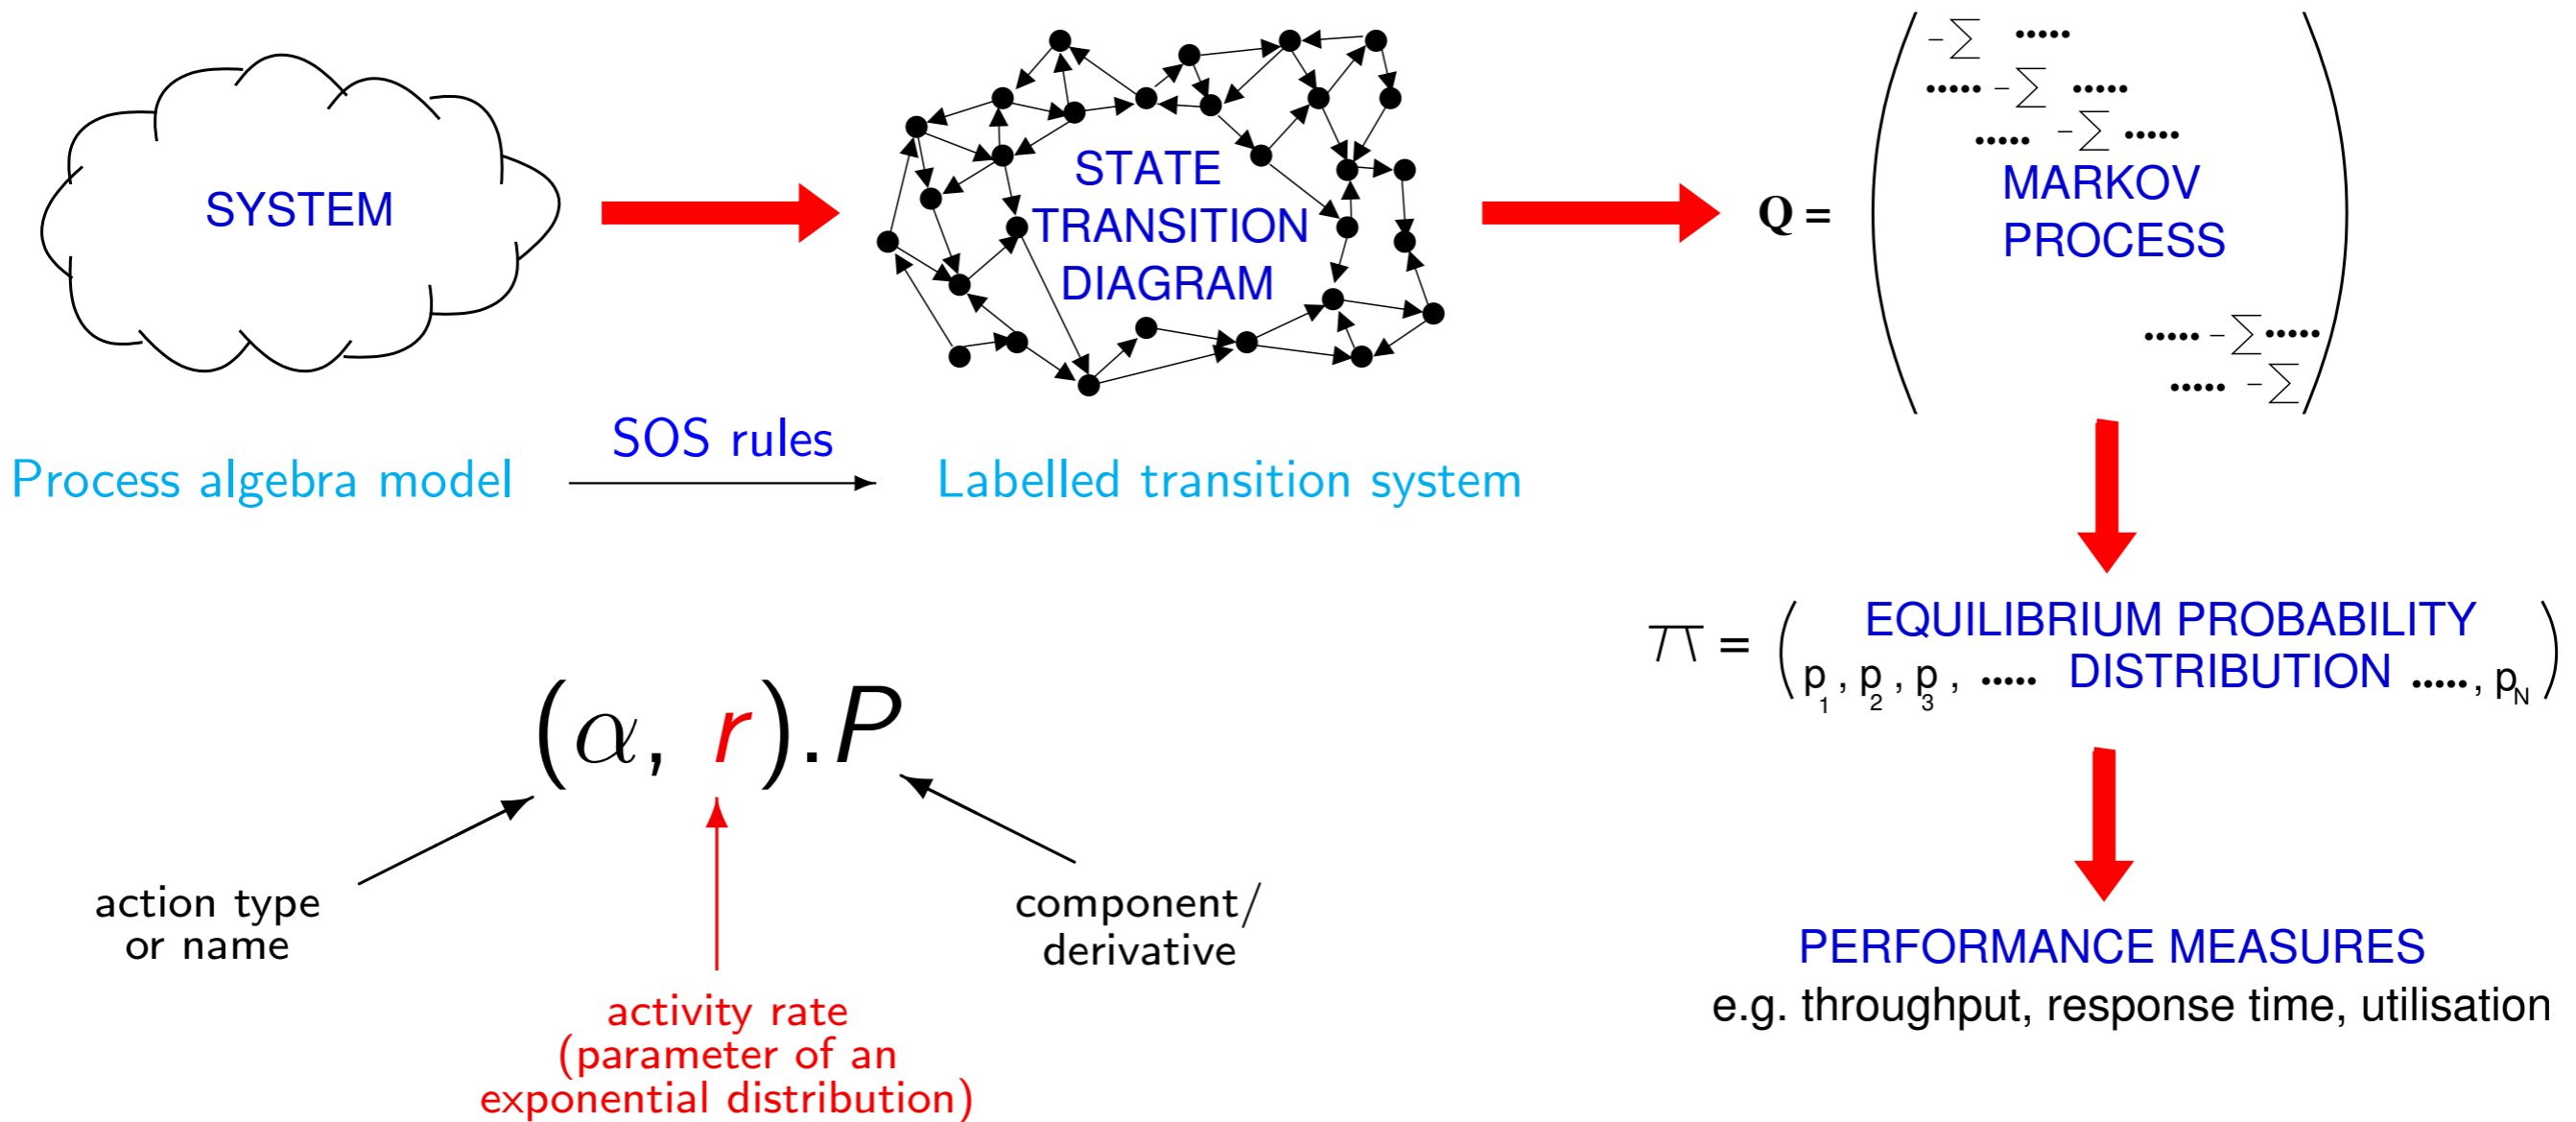 SYSTEM
STATE
TRANSITION
DIAGRAM
Q =
-∑ •••••
••••• -∑ •••••
••••• -∑ •••••
MARKOV
PROCESS
••••• -∑ •••••
••••• -∑
SOS rules
Process algebra model
Labelled transition system
π = ( EQUILIBRIUM PROBABILITY
p₁ , p₂ , p₃ , ••••• DISTRIBUTION ••••• , p_N )
(α, r).P
action type
or name
component/
derivative
activity rate
(parameter of an
exponential distribution)
PERFORMANCE MEASURES
e.g. throughput, response time, utilisation